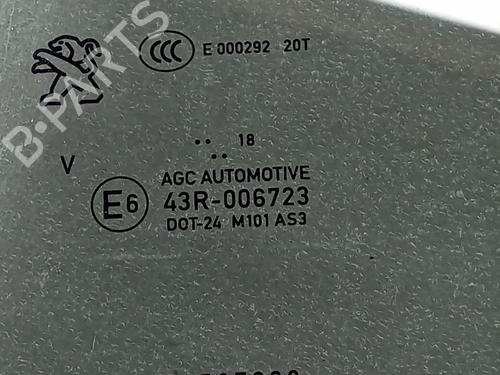 CCC E 000292 20T
18
V
AGC AUTOMOTIVE
E6 43R-006723
DOT-24 M101 AS3
B-PARTS